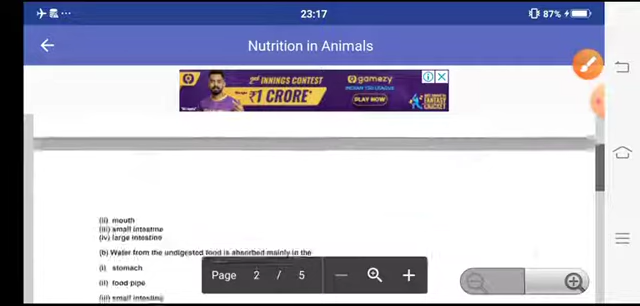 23:17
87%
Nutrition in Animals
2nd INNINGS CONTEST
₹1 CRORE*
gamezy
PLAY NOW
FANTASY
CRICKET
(ii) mouth
(iii) small intestine
(iv) large intestine
(b) Water from the undigested food is absorbed mainly in the
(i) stomach
(ii) food pipe
(iii) small intestine
Page 2 / 5